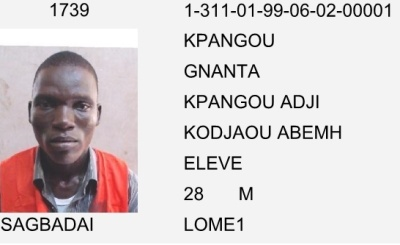 1739 1-311-01-99-06-02-00001
KPANGOU
GNANTA
KPANGOU ADJI
KODJAOU ABEMH
ELEVE
28 M
SAGBADAI LOME1